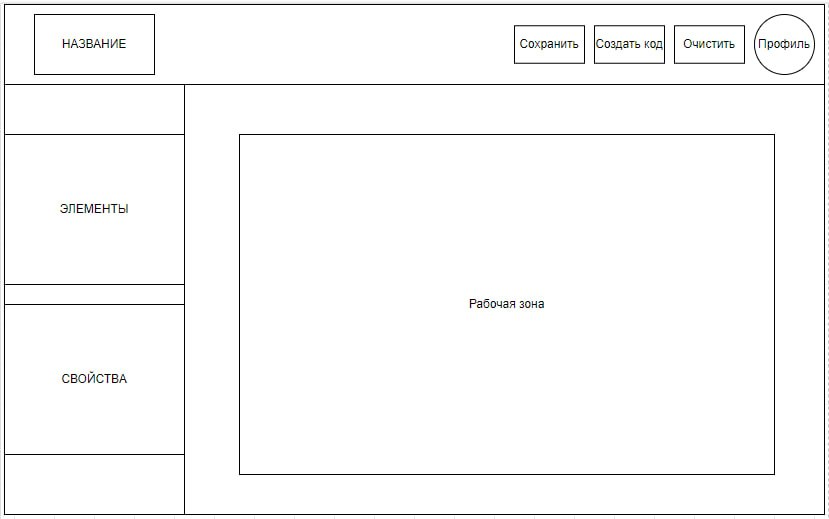 НАЗВАНИЕ
Сохранить
Создать код
Очистить
Профиль
ЭЛЕМЕНТЫ
Рабочая зона
СВОЙСТВА